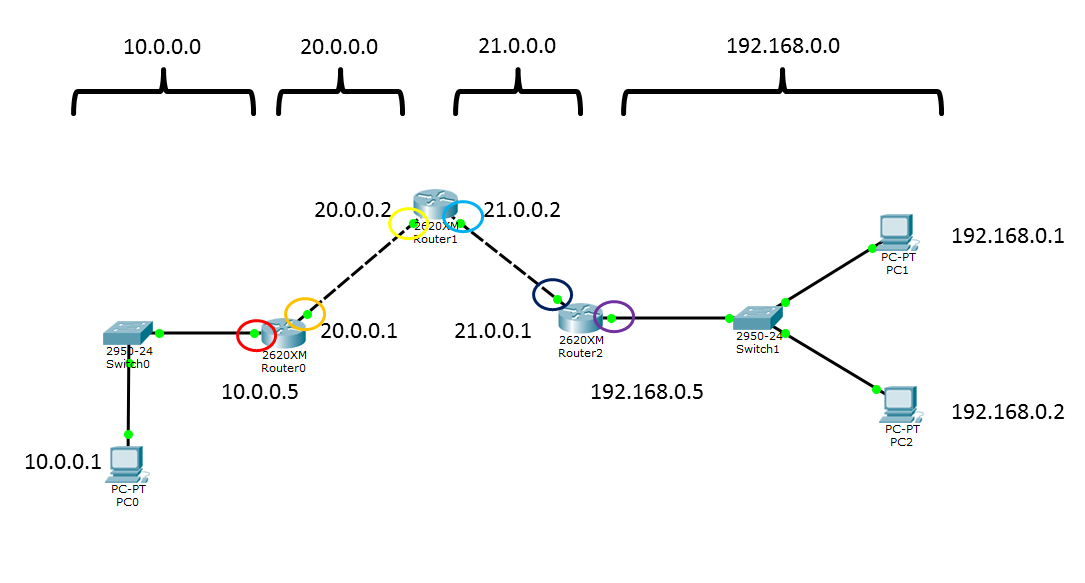 10.0.0.0
20.0.0.0
21.0.0.0
192.168.0.0
20.0.0.2
21.0.0.2
2620XM
Router1
192.168.0.1
PC-PT
PC1
20.0.0.1
21.0.0.1
2950-24
Switch0
2620XM
Router0
2620XM
Router2
2950-24
Switch1
10.0.0.5
192.168.0.5
192.168.0.2
PC-PT
PC2
10.0.0.1
PC-PT
PC0